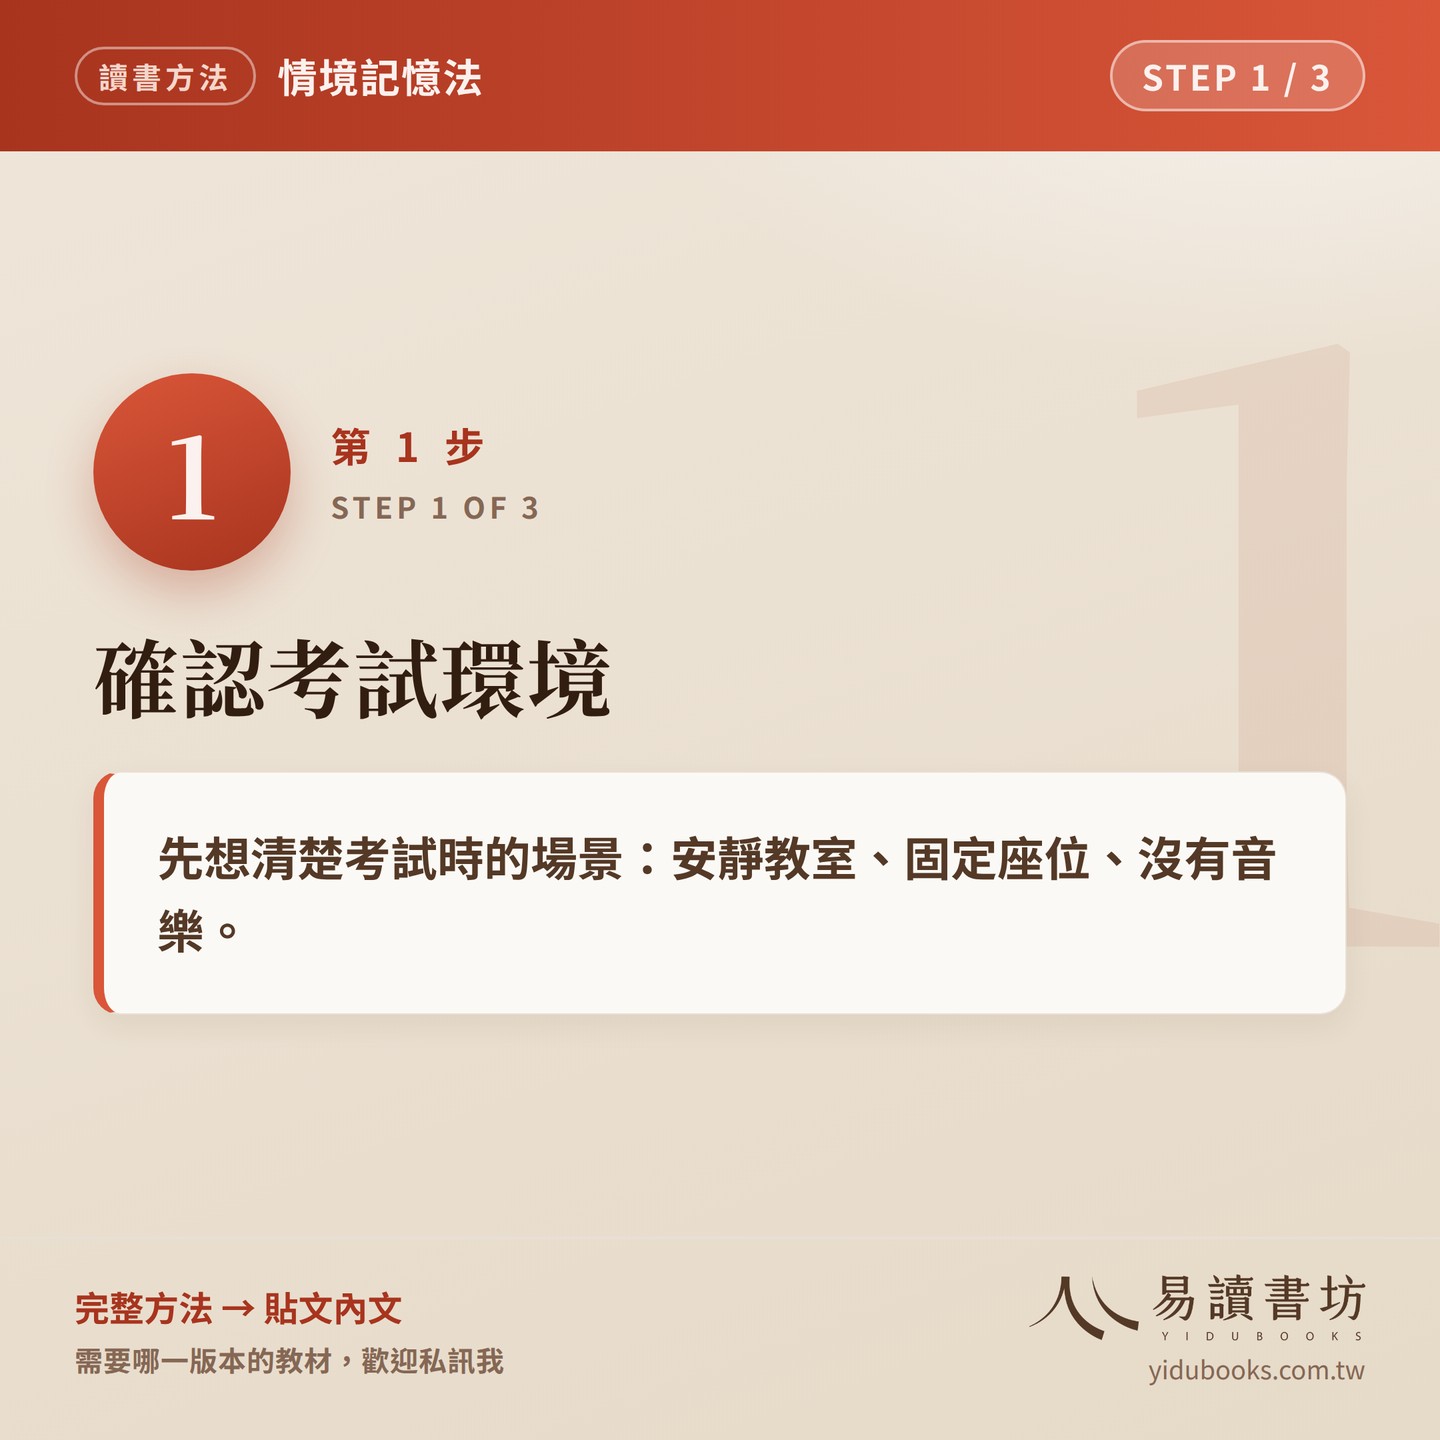 讀書方法 情境記憶法
STEP 1 / 3
1
1
第 1 步
STEP 1 OF 3
確認考試環境
先想清楚考試時的場景：安靜教室、固定座位、沒有音
樂。
完整方法 → 貼文內文
需要哪一版本的教材，歡迎私訊我
易讀書坊
YIDUBOOKS
yidubooks.com.tw